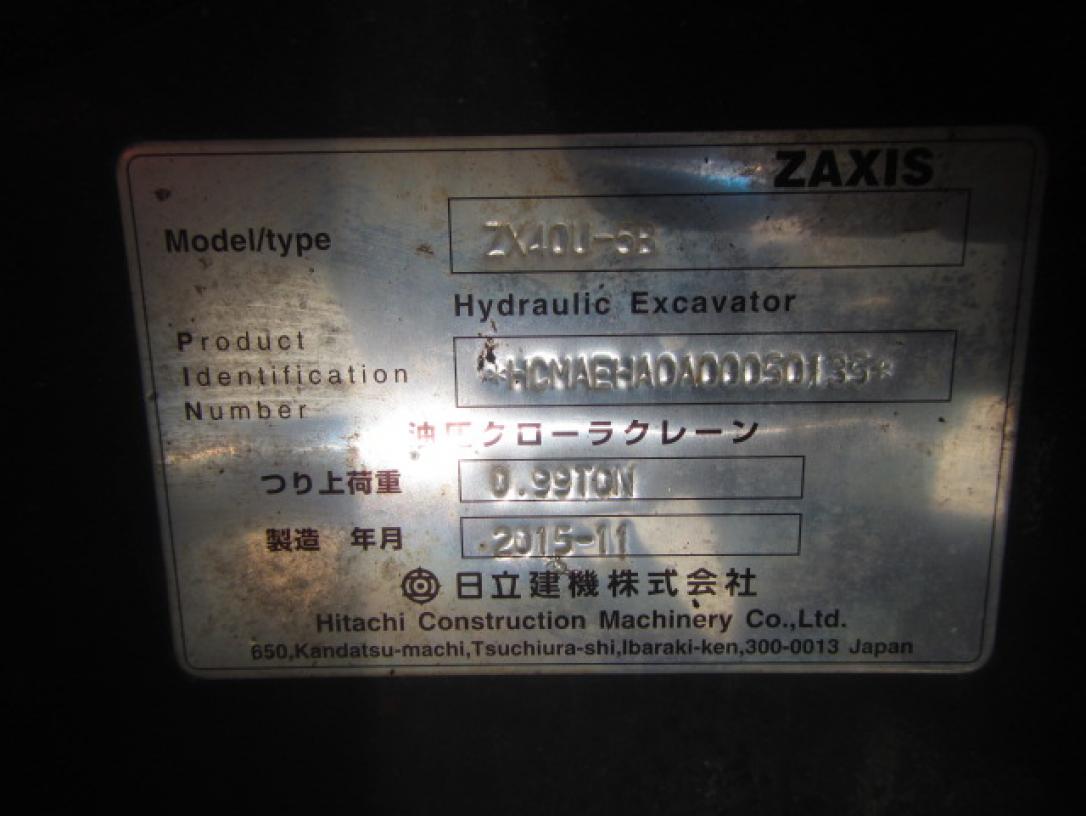 ZAXIS
Model/type ZX40U-5B
Hydraulic Excavator
Product
Identification
Number
油圧クローラクレーン
つり上荷重 0.99TON
製造 年月 2015-11
日立建機株式会社
Hitachi Construction Machinery Co.,Ltd.
650,Kandatsu-machi,Tsuchiura-shi,Ibaraki-ken,300-0013 Japan